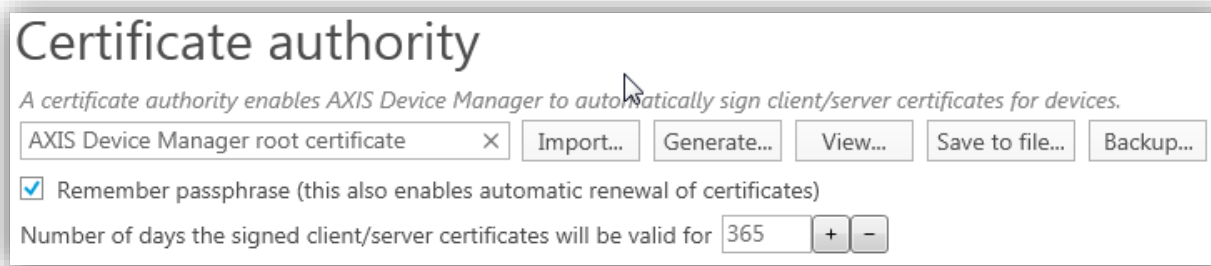 Certificate authority
A certificate authority enables AXIS Device Manager to automatically sign client/server certificates for devices.
AXIS Device Manager root certificate × Import... Generate... View... Save to file... Backup...
Remember passphrase (this also enables automatic renewal of certificates)
Number of days the signed client/server certificates will be valid for 365 + −